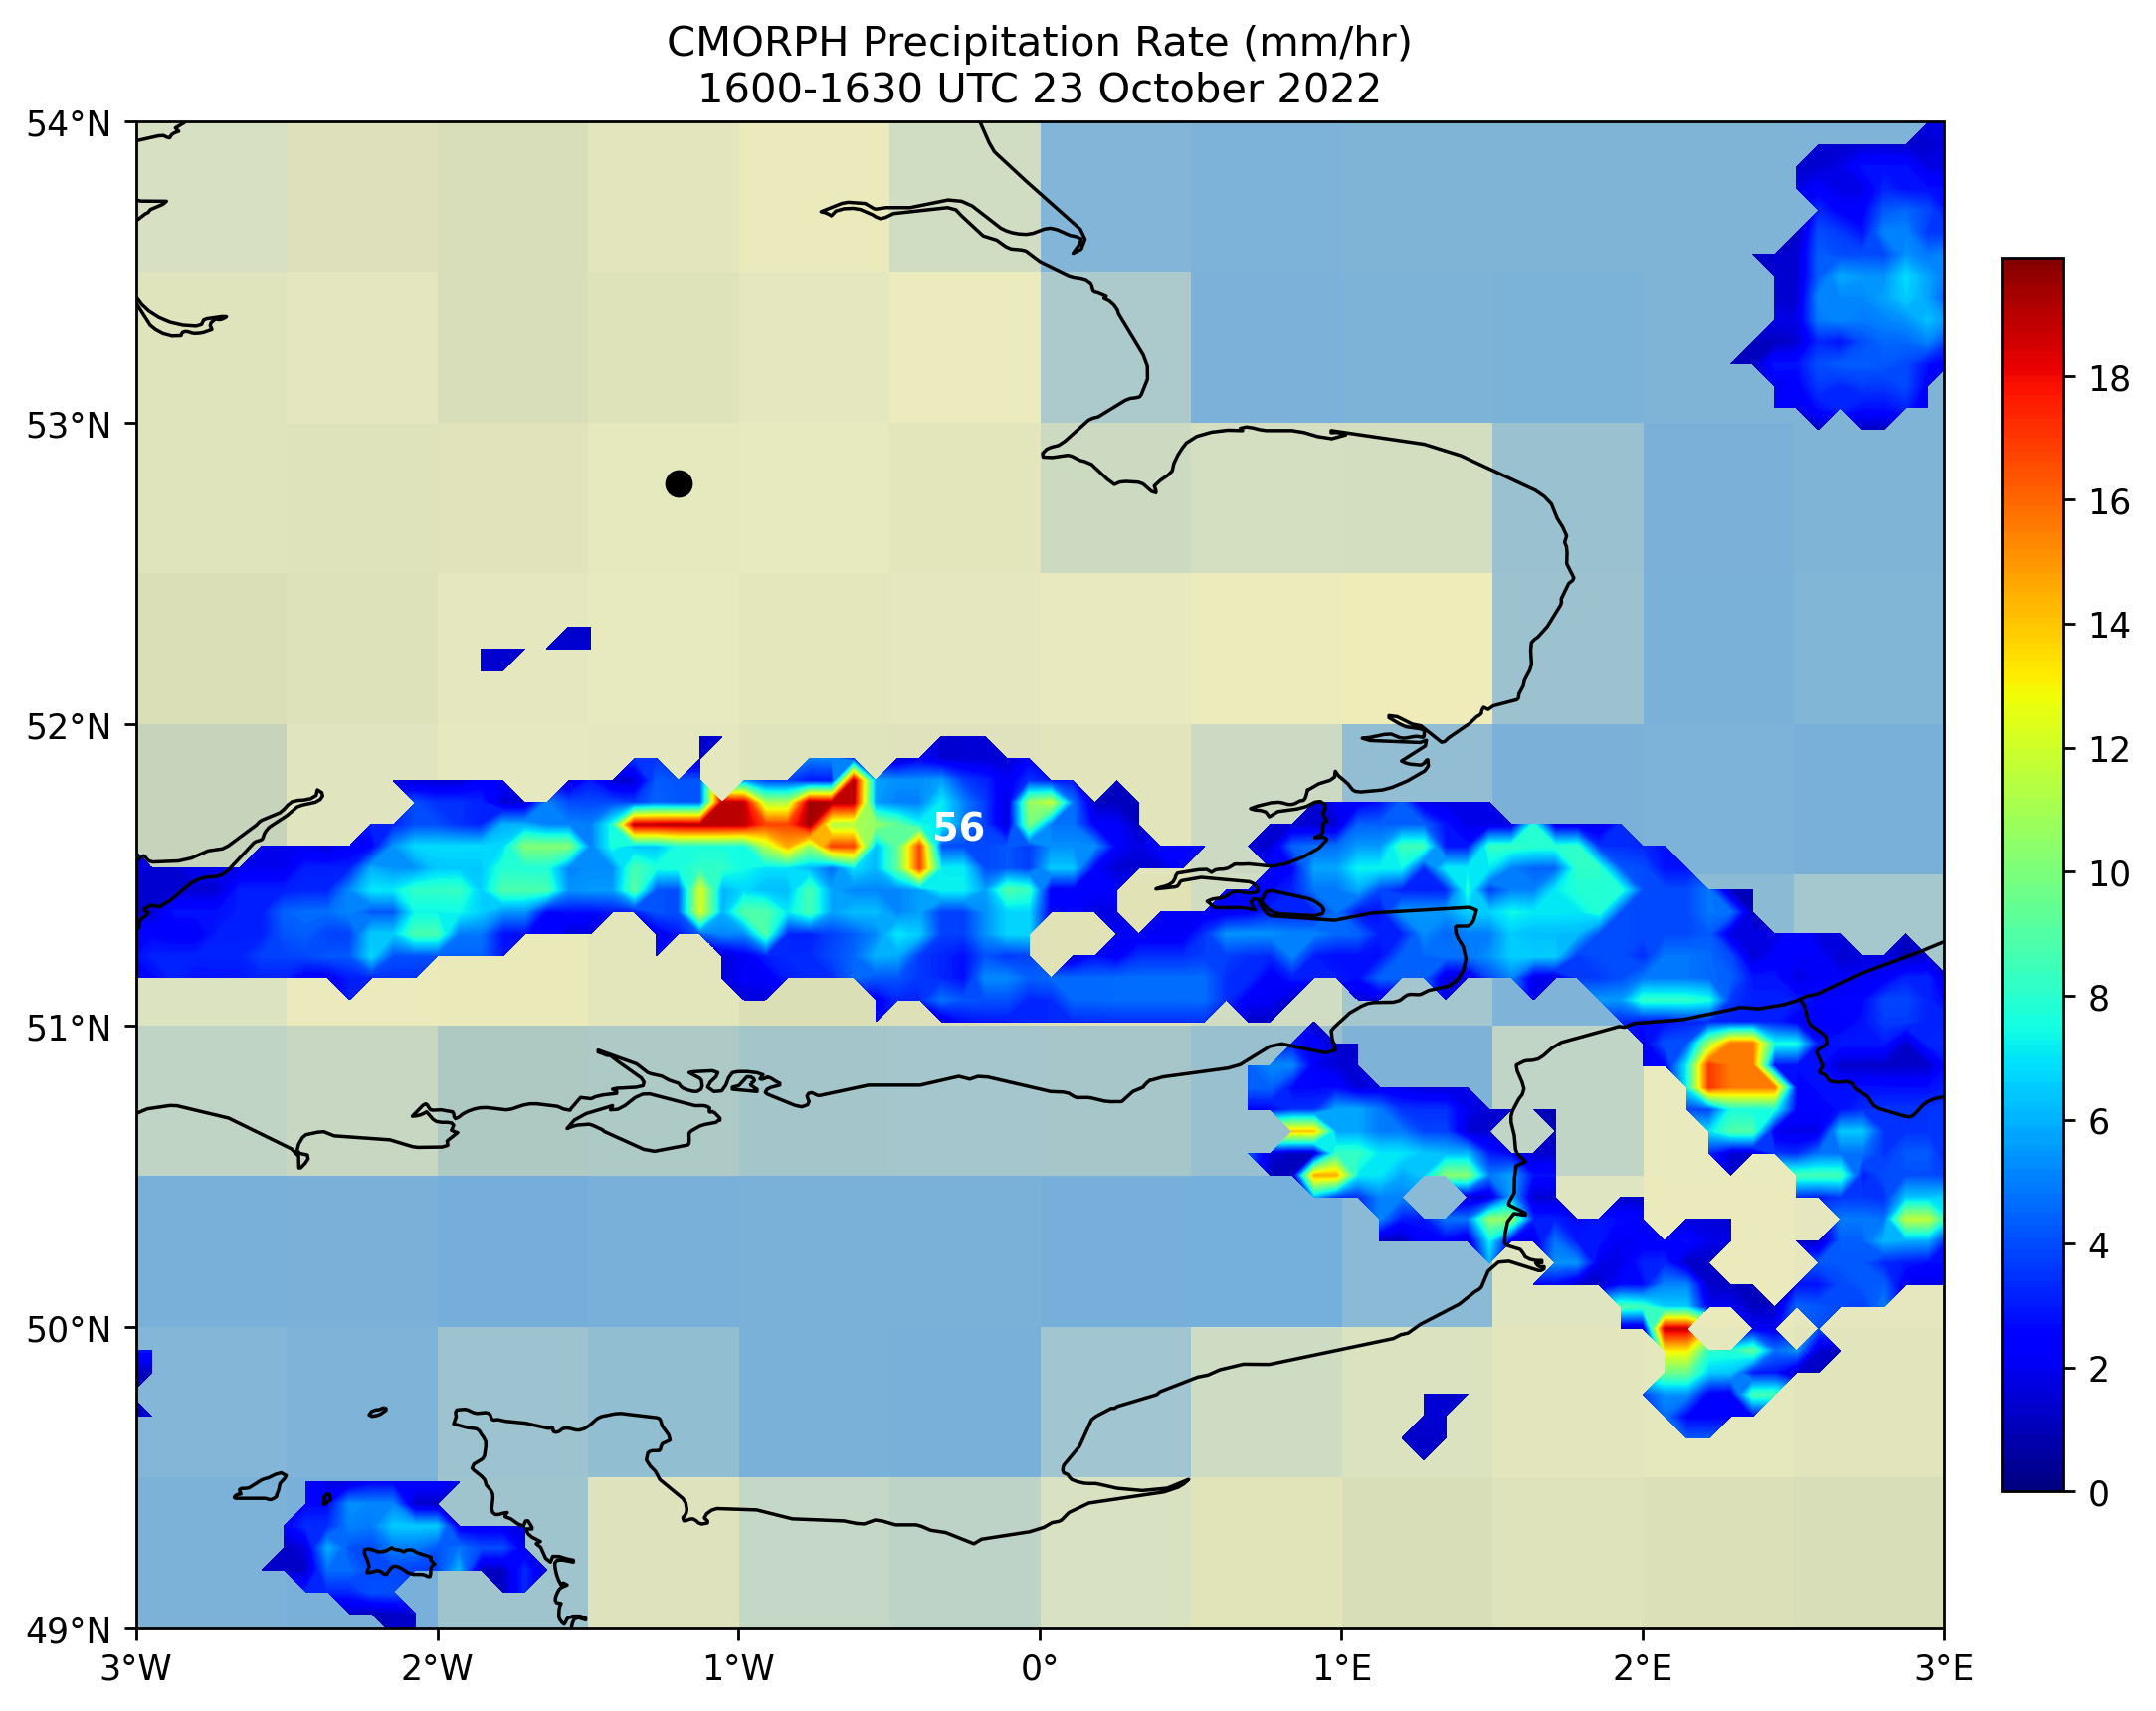 CMORPH Precipitation Rate (mm/hr)
1600-1630 UTC 23 October 2022
54°N
53°N
52°N
51°N
50°N
49°N
3°W
2°W
1°W
0°
1°E
2°E
3°E
56
18
16
14
12
10
8
6
4
2
0